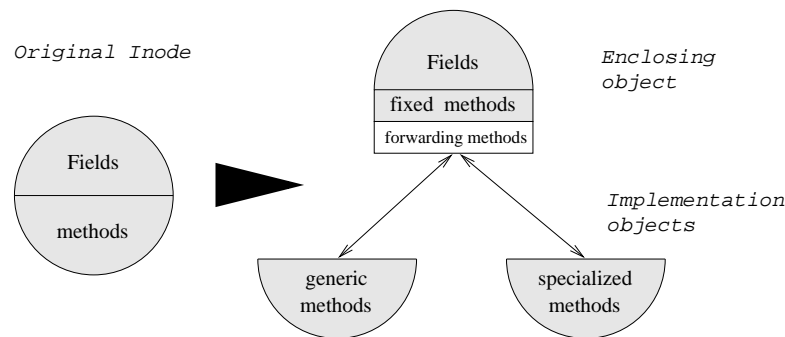 Original Inode
Fields
methods
Fields
fixed methods
forwarding methods
Enclosing
object
Implementation
objects
generic
methods
specialized
methods